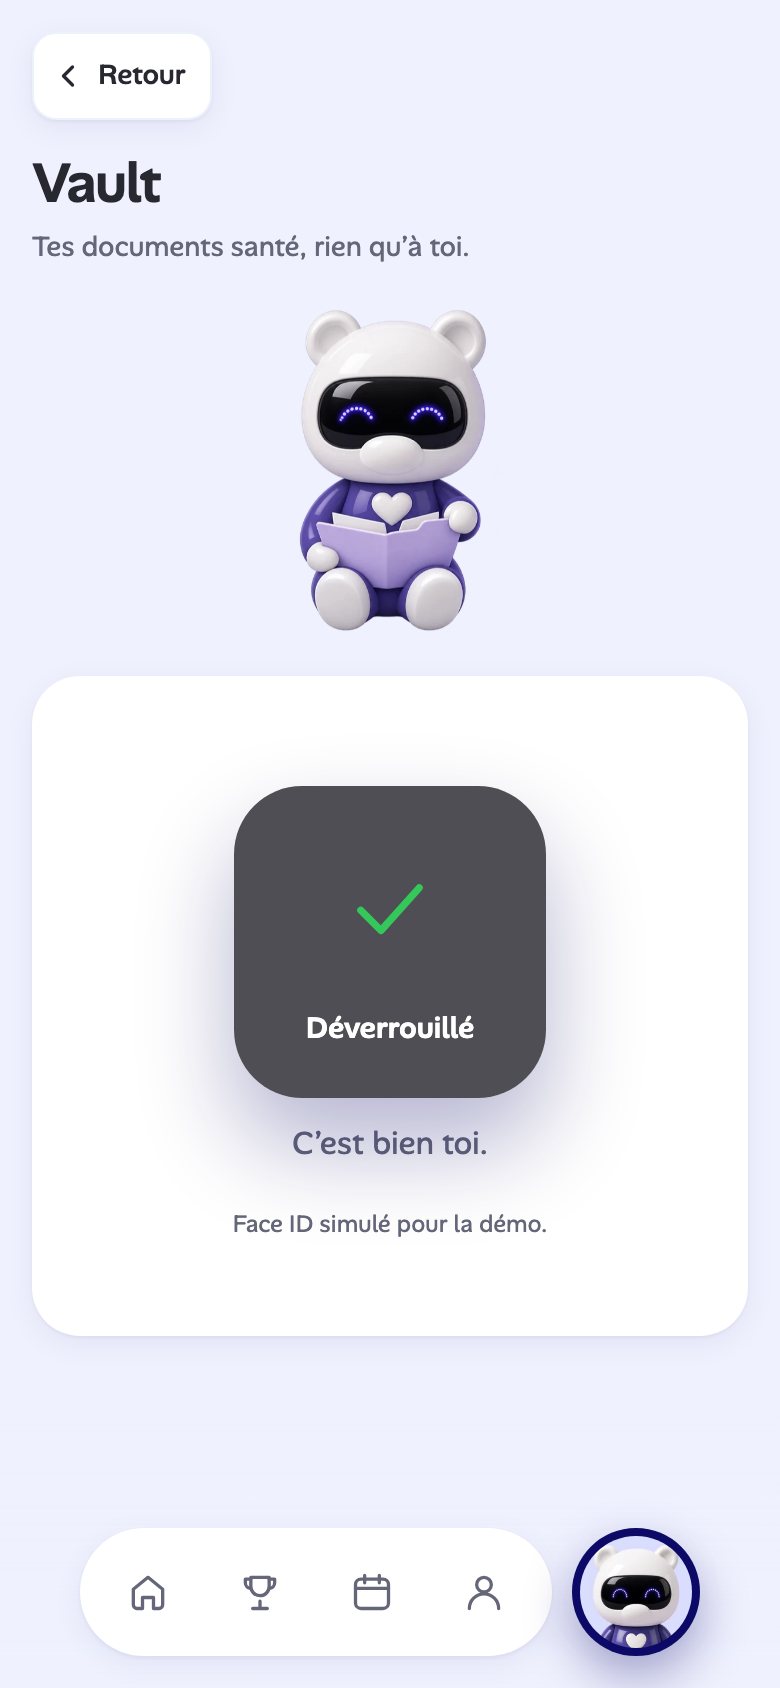 Retour
Vault
Tes documents santé, rien qu’à toi.
Déverrouillé
C’est bien toi.
Face ID simulé pour la démo.